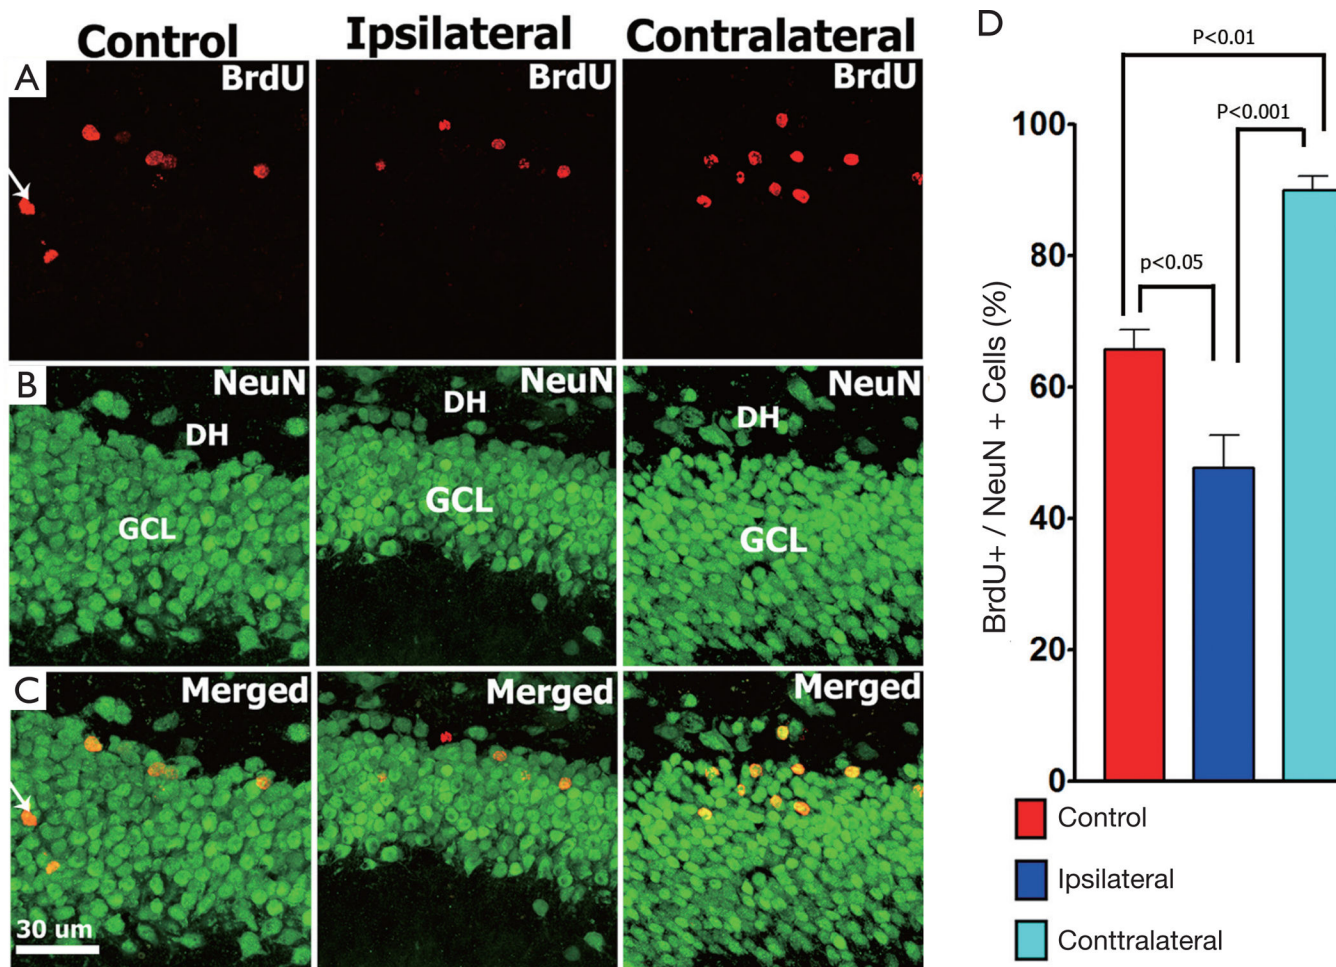 Control
Ipsilateral
Contralateral
A
BrdU
BrdU
BrdU
B
NeuN
DH
GCL
NeuN
DH
GCL
NeuN
DH
GCL
C
Merged
30 um
Merged
Merged
D
P<0.01
P<0.001
p<0.05
BrdU+ / NeuN + Cells (%)
100
80
60
40
20
0
Control
Ipsilateral
Conttralateral